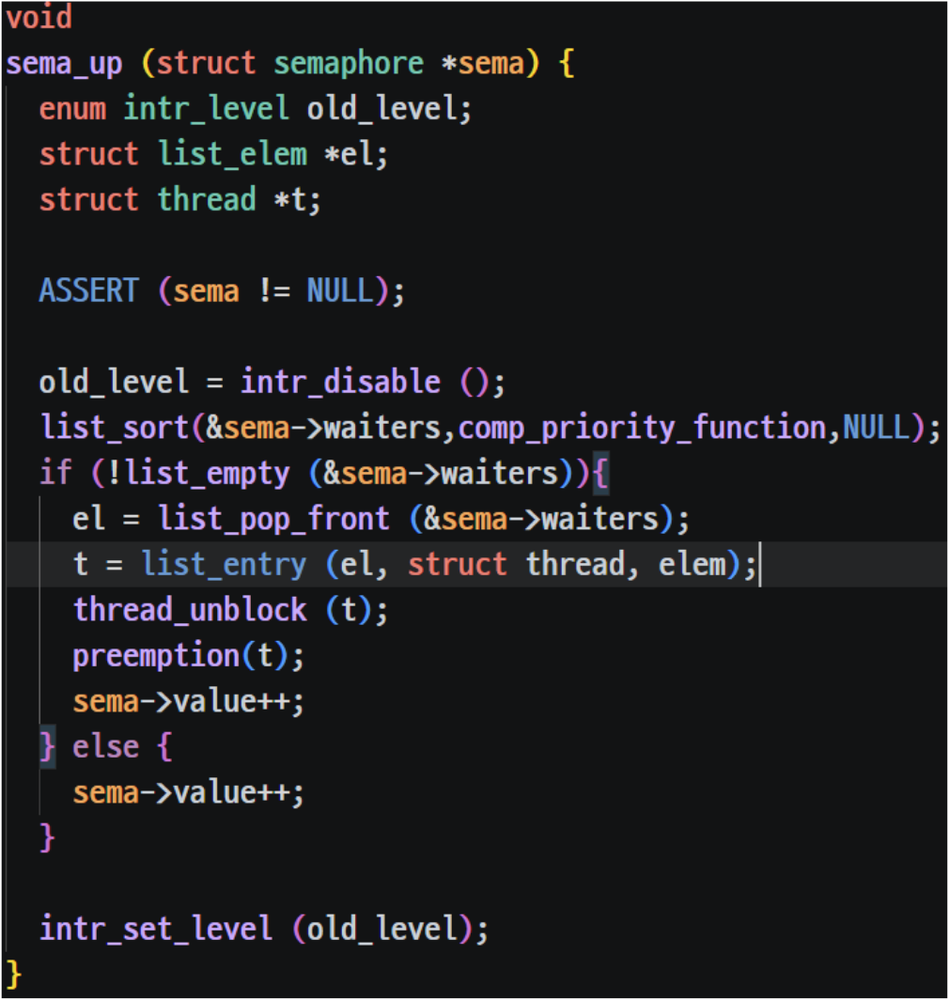 void
sema_up (struct semaphore *sema) {
enum intr_level old_level;
struct list_elem *el;
struct thread *t;
ASSERT (sema != NULL);
old_level = intr_disable ();
list_sort(&sema->waiters,comp_priority_function,NULL);
if (!list_empty (&sema->waiters)){
el = list_pop_front (&sema->waiters);
t = list_entry (el, struct thread, elem);
thread_unblock (t);
preemption(t);
sema->value++;
} else {
sema->value++;
}
intr_set_level (old_level);
}